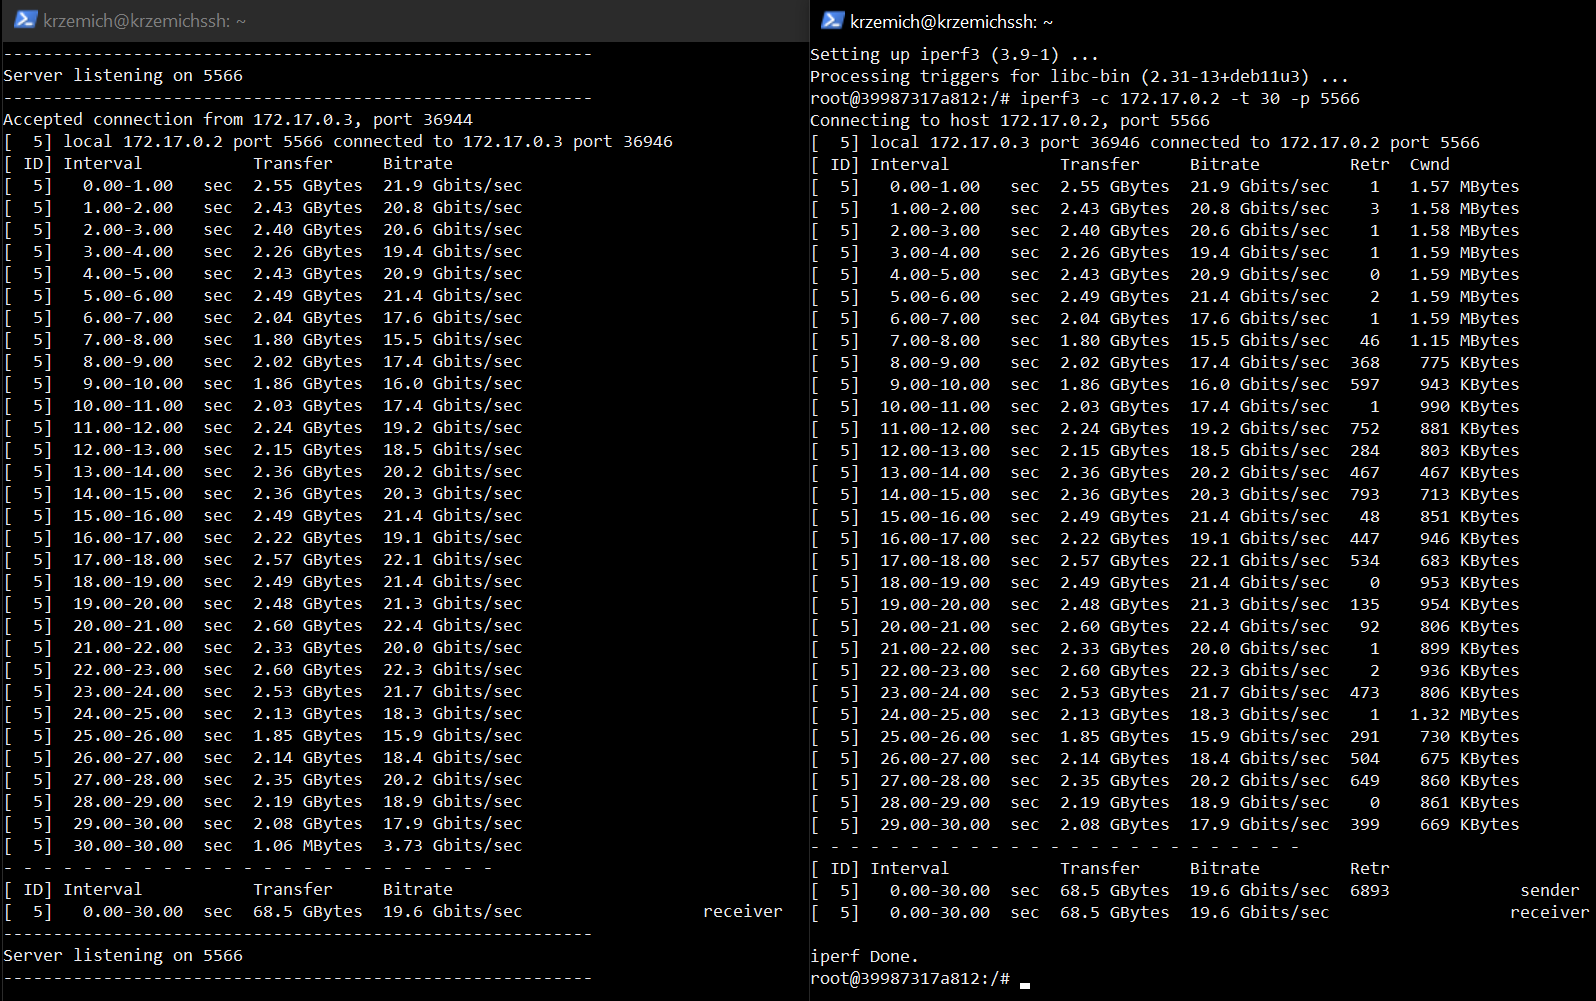 krzemich@krzemichssh: ~
-----------------------------------------------------------
Server listening on 5566
-----------------------------------------------------------
Accepted connection from 172.17.0.3, port 36944
[  5] local 172.17.0.2 port 5566 connected to 172.17.0.3 port 36946
[ ID] Interval           Transfer     Bitrate
[  5]   0.00-1.00   sec  2.55 GBytes  21.9 Gbits/sec
[  5]   1.00-2.00   sec  2.43 GBytes  20.8 Gbits/sec
[  5]   2.00-3.00   sec  2.40 GBytes  20.6 Gbits/sec
[  5]   3.00-4.00   sec  2.26 GBytes  19.4 Gbits/sec
[  5]   4.00-5.00   sec  2.43 GBytes  20.9 Gbits/sec
[  5]   5.00-6.00   sec  2.49 GBytes  21.4 Gbits/sec
[  5]   6.00-7.00   sec  2.04 GBytes  17.6 Gbits/sec
[  5]   7.00-8.00   sec  1.80 GBytes  15.5 Gbits/sec
[  5]   8.00-9.00   sec  2.02 GBytes  17.4 Gbits/sec
[  5]   9.00-10.00  sec  1.86 GBytes  16.0 Gbits/sec
[  5]  10.00-11.00  sec  2.03 GBytes  17.4 Gbits/sec
[  5]  11.00-12.00  sec  2.24 GBytes  19.2 Gbits/sec
[  5]  12.00-13.00  sec  2.15 GBytes  18.5 Gbits/sec
[  5]  13.00-14.00  sec  2.36 GBytes  20.2 Gbits/sec
[  5]  14.00-15.00  sec  2.36 GBytes  20.3 Gbits/sec
[  5]  15.00-16.00  sec  2.49 GBytes  21.4 Gbits/sec
[  5]  16.00-17.00  sec  2.22 GBytes  19.1 Gbits/sec
[  5]  17.00-18.00  sec  2.57 GBytes  22.1 Gbits/sec
[  5]  18.00-19.00  sec  2.49 GBytes  21.4 Gbits/sec
[  5]  19.00-20.00  sec  2.48 GBytes  21.3 Gbits/sec
[  5]  20.00-21.00  sec  2.60 GBytes  22.4 Gbits/sec
[  5]  21.00-22.00  sec  2.33 GBytes  20.0 Gbits/sec
[  5]  22.00-23.00  sec  2.60 GBytes  22.3 Gbits/sec
[  5]  23.00-24.00  sec  2.53 GBytes  21.7 Gbits/sec
[  5]  24.00-25.00  sec  2.13 GBytes  18.3 Gbits/sec
[  5]  25.00-26.00  sec  1.85 GBytes  15.9 Gbits/sec
[  5]  26.00-27.00  sec  2.14 GBytes  18.4 Gbits/sec
[  5]  27.00-28.00  sec  2.35 GBytes  20.2 Gbits/sec
[  5]  28.00-29.00  sec  2.19 GBytes  18.9 Gbits/sec
[  5]  29.00-30.00  sec  2.08 GBytes  17.9 Gbits/sec
[  5]  30.00-30.00  sec  1.06 MBytes  3.73 Gbits/sec
- - - - - - - - - - - - - - - - - - - - - - - - -
[ ID] Interval           Transfer     Bitrate
[  5]   0.00-30.00  sec  68.5 GBytes  19.6 Gbits/sec                  receiver
-----------------------------------------------------------
Server listening on 5566
-----------------------------------------------------------
krzemich@krzemichssh: ~
Setting up iperf3 (3.9-1) ...
Processing triggers for libc-bin (2.31-13+deb11u3) ...
root@39987317a812:/# iperf3 -c 172.17.0.2 -t 30 -p 5566
Connecting to host 172.17.0.2, port 5566
[  5] local 172.17.0.3 port 36946 connected to 172.17.0.2 port 5566
[ ID] Interval           Transfer     Bitrate         Retr  Cwnd
[  5]   0.00-1.00   sec  2.55 GBytes  21.9 Gbits/sec    1   1.57 MBytes
[  5]   1.00-2.00   sec  2.43 GBytes  20.8 Gbits/sec    3   1.58 MBytes
[  5]   2.00-3.00   sec  2.40 GBytes  20.6 Gbits/sec    1   1.58 MBytes
[  5]   3.00-4.00   sec  2.26 GBytes  19.4 Gbits/sec    1   1.59 MBytes
[  5]   4.00-5.00   sec  2.43 GBytes  20.9 Gbits/sec    0   1.59 MBytes
[  5]   5.00-6.00   sec  2.49 GBytes  21.4 Gbits/sec    2   1.59 MBytes
[  5]   6.00-7.00   sec  2.04 GBytes  17.6 Gbits/sec    1   1.59 MBytes
[  5]   7.00-8.00   sec  1.80 GBytes  15.5 Gbits/sec   46   1.15 MBytes
[  5]   8.00-9.00   sec  2.02 GBytes  17.4 Gbits/sec  368    775 KBytes
[  5]   9.00-10.00  sec  1.86 GBytes  16.0 Gbits/sec  597    943 KBytes
[  5]  10.00-11.00  sec  2.03 GBytes  17.4 Gbits/sec    1    990 KBytes
[  5]  11.00-12.00  sec  2.24 GBytes  19.2 Gbits/sec  752    881 KBytes
[  5]  12.00-13.00  sec  2.15 GBytes  18.5 Gbits/sec  284    803 KBytes
[  5]  13.00-14.00  sec  2.36 GBytes  20.2 Gbits/sec  467    467 KBytes
[  5]  14.00-15.00  sec  2.36 GBytes  20.3 Gbits/sec  793    713 KBytes
[  5]  15.00-16.00  sec  2.49 GBytes  21.4 Gbits/sec   48    851 KBytes
[  5]  16.00-17.00  sec  2.22 GBytes  19.1 Gbits/sec  447    946 KBytes
[  5]  17.00-18.00  sec  2.57 GBytes  22.1 Gbits/sec  534    683 KBytes
[  5]  18.00-19.00  sec  2.49 GBytes  21.4 Gbits/sec    0    953 KBytes
[  5]  19.00-20.00  sec  2.48 GBytes  21.3 Gbits/sec  135    954 KBytes
[  5]  20.00-21.00  sec  2.60 GBytes  22.4 Gbits/sec   92    806 KBytes
[  5]  21.00-22.00  sec  2.33 GBytes  20.0 Gbits/sec    1    899 KBytes
[  5]  22.00-23.00  sec  2.60 GBytes  22.3 Gbits/sec    2    936 KBytes
[  5]  23.00-24.00  sec  2.53 GBytes  21.7 Gbits/sec  473    806 KBytes
[  5]  24.00-25.00  sec  2.13 GBytes  18.3 Gbits/sec    1   1.32 MBytes
[  5]  25.00-26.00  sec  1.85 GBytes  15.9 Gbits/sec  291    730 KBytes
[  5]  26.00-27.00  sec  2.14 GBytes  18.4 Gbits/sec  504    675 KBytes
[  5]  27.00-28.00  sec  2.35 GBytes  20.2 Gbits/sec  649    860 KBytes
[  5]  28.00-29.00  sec  2.19 GBytes  18.9 Gbits/sec    0    861 KBytes
[  5]  29.00-30.00  sec  2.08 GBytes  17.9 Gbits/sec  399    669 KBytes
- - - - - - - - - - - - - - - - - - - - - - - - -
[ ID] Interval           Transfer     Bitrate         Retr
[  5]   0.00-30.00  sec  68.5 GBytes  19.6 Gbits/sec  6893             sender
[  5]   0.00-30.00  sec  68.5 GBytes  19.6 Gbits/sec                  receiver
iperf Done.
root@39987317a812:/#